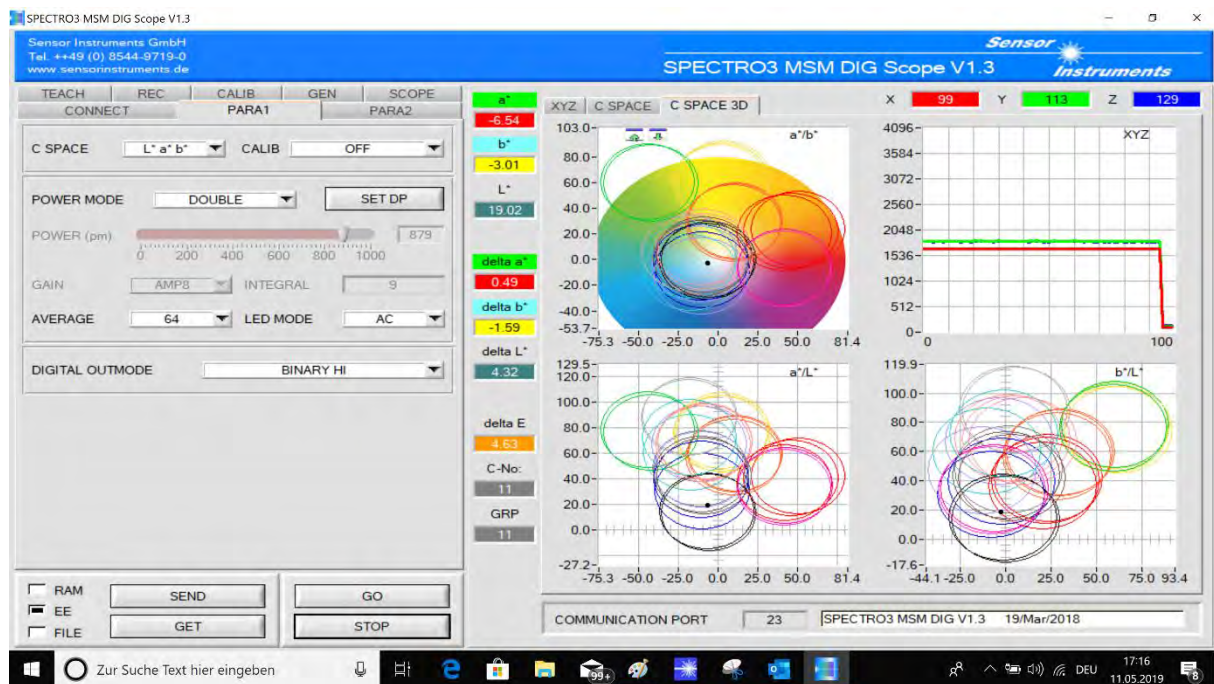 SPECTRO3 MSM DIG Scope V1.3
Sensor Instruments GmbH
Tel. ++49 (0) 8544-9719-0
www.sensorinstruments.de
Sensor
Instruments
SPECTRO3 MSM DIG Scope V1.3
TEACH REC CALIB GEN SCOPE
CONNECT PARA1 PARA2
C SPACE L* a* b* CALIB OFF
POWER MODE DOUBLE SET DP
POWER (pm) 879
0 200 400 600 800 1000
GAIN AMP8 INTEGRAL 9
AVERAGE 64 LED MODE AC
DIGITAL OUTMODE BINARY HI
RAM
EE
FILE
SEND GO
GET STOP
a*
-6.54
b*
-3.01
L*
19.02
delta a*
0.49
delta b*
-1.59
delta L*
4.32
delta E
4.63
C-No:
11
GRP
11
XYZ C SPACE C SPACE 3D
X 99 Y 113 Z 129
a*/b*
103.0
80.0
60.0
40.0
20.0
0.0
-20.0
-40.0
-53.7
-75.3 -50.0 -25.0 0.0 25.0 50.0 81.4
XYZ
4096
3584
3072
2560
2048
1536
1024
512
0
0 100
a*/L*
129.5
120.0
100.0
80.0
60.0
40.0
20.0
0.0
-27.2
-75.3 -50.0 -25.0 0.0 25.0 50.0 81.4
b*/L*
119.9
100.0
80.0
60.0
40.0
20.0
0.0
-17.6
-44.1 -25.0 0.0 25.0 50.0 75.0 93.4
COMMUNICATION PORT 23 SPECTRO3 MSM DIG V1.3 19/Mar/2018
Zur Suche Text hier eingeben
99+
DEU
17:16
11.05.2019
8